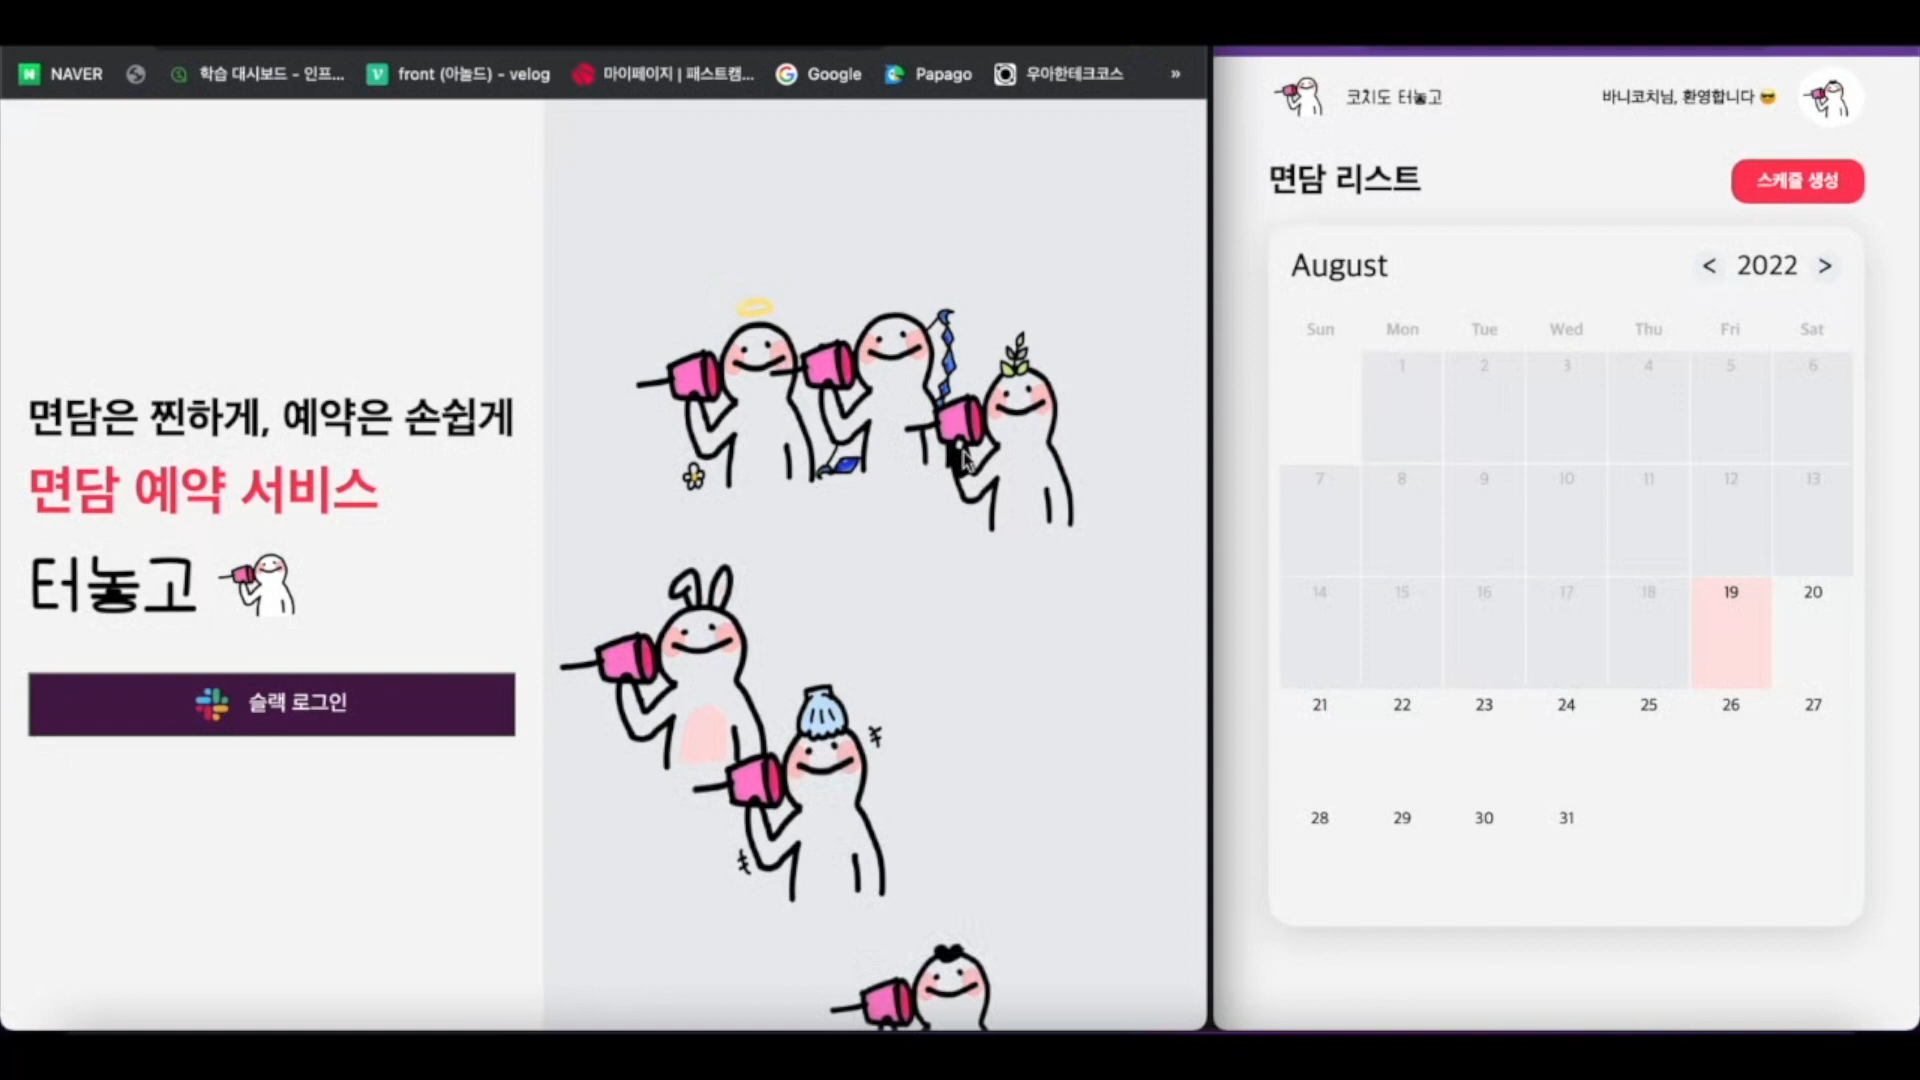 NAVER
학습 대시보드 - 인프...
front (아놀드) - velog
마이페이지 | 패스트캠...
Google
Papago
우아한테크코스
»
면담은 찐하게, 예약은 손쉽게
면담 예약 서비스
터놓고
슬랙 로그인
코치도 터놓고
바니코치님, 환영합니다 😎
면담 리스트
스케줄 생성
August
< 2022 >
Sun Mon Tue Wed Thu Fri Sat
1 2 3 4 5 6
7 8 9 10 11 12 13
14 15 16 17 18 19 20
21 22 23 24 25 26 27
28 29 30 31